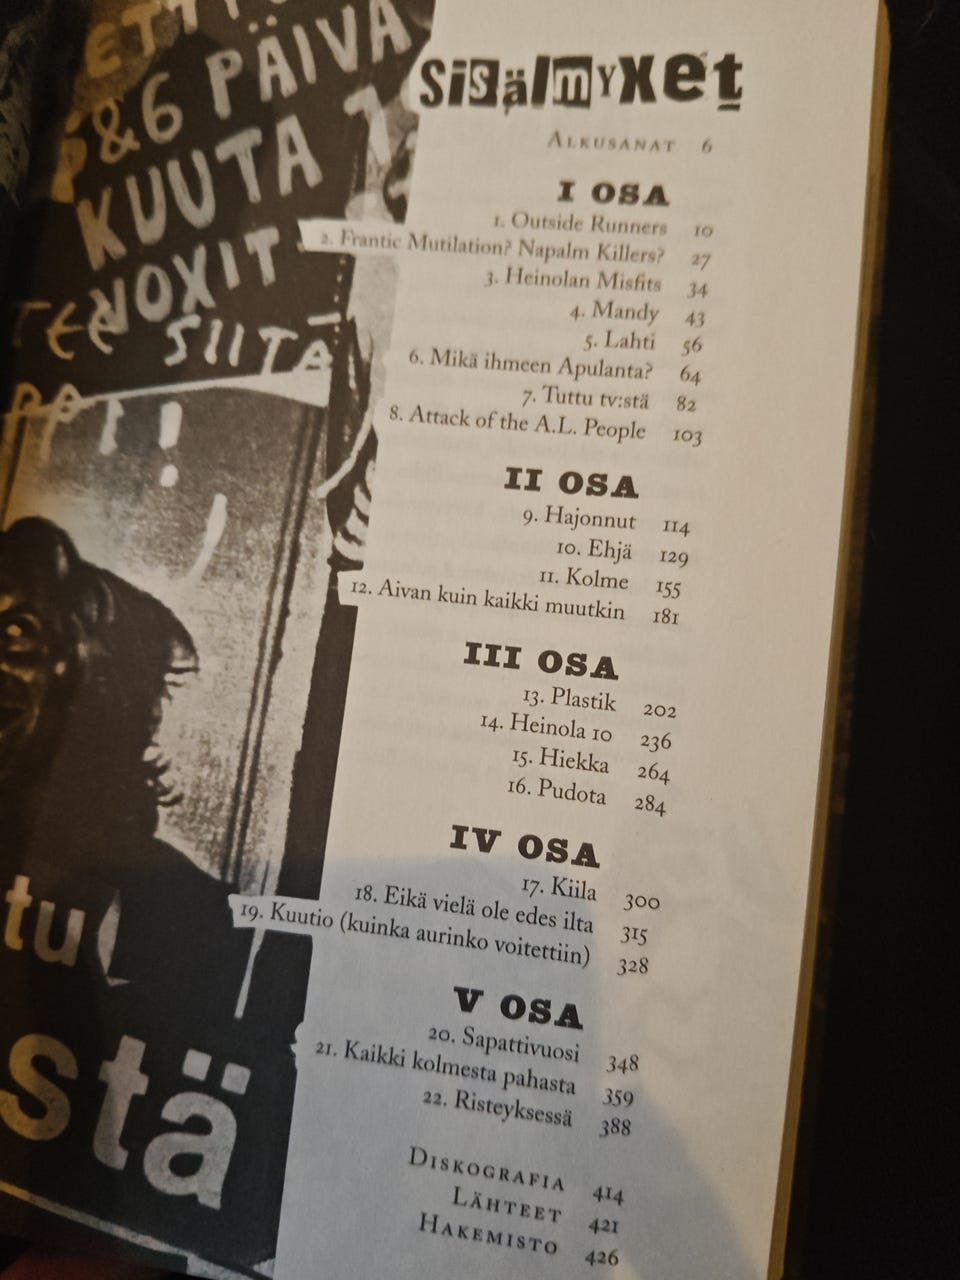 & 6 PÄIVÄ
KUUTA
SIITÄ
tu
stä
SisälmyXet
ALKUSANAT 6
I OSA
1. Outside Runners 10
2. Frantic Mutilation? Napalm Killers? 27
3. Heinolan Misfits 34
4. Mandy 43
5. Lahti 56
6. Mikä ihmeen Apulanta? 64
7. Tuttu tv:stä 82
8. Attack of the A.L. People 103
II OSA
9. Hajonnut 114
10. Ehjä 129
11. Kolme 155
12. Aivan kuin kaikki muutkin 181
III OSA
13. Plastik 202
14. Heinola 10 236
15. Hiekka 264
16. Pudota 284
IV OSA
17. Kiila 300
18. Eikä vielä ole edes ilta 315
19. Kuutio (kuinka aurinko voitettiin) 328
V OSA
20. Sapattivuosi 348
21. Kaikki kolmesta pahasta 359
22. Risteyksessä 388
DISKOGRAFIA 414
LÄHTEET 421
HAKEMISTO 426